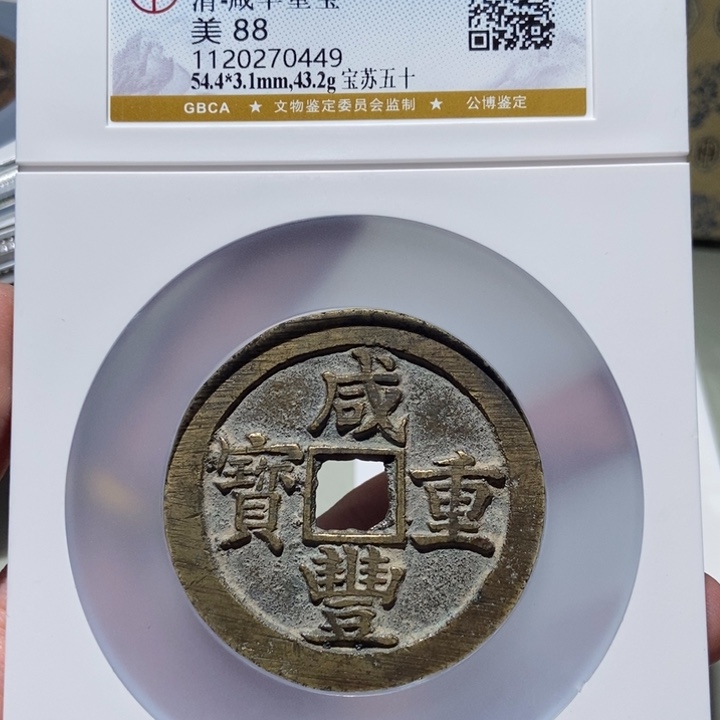 清·咸丰重宝
美 88
1120270449
54.4*3.1mm,43.2g 宝苏五十
GBCA ★ 文物鉴定委员会监制 ★ 公博鉴定
咸
寶 重
豐